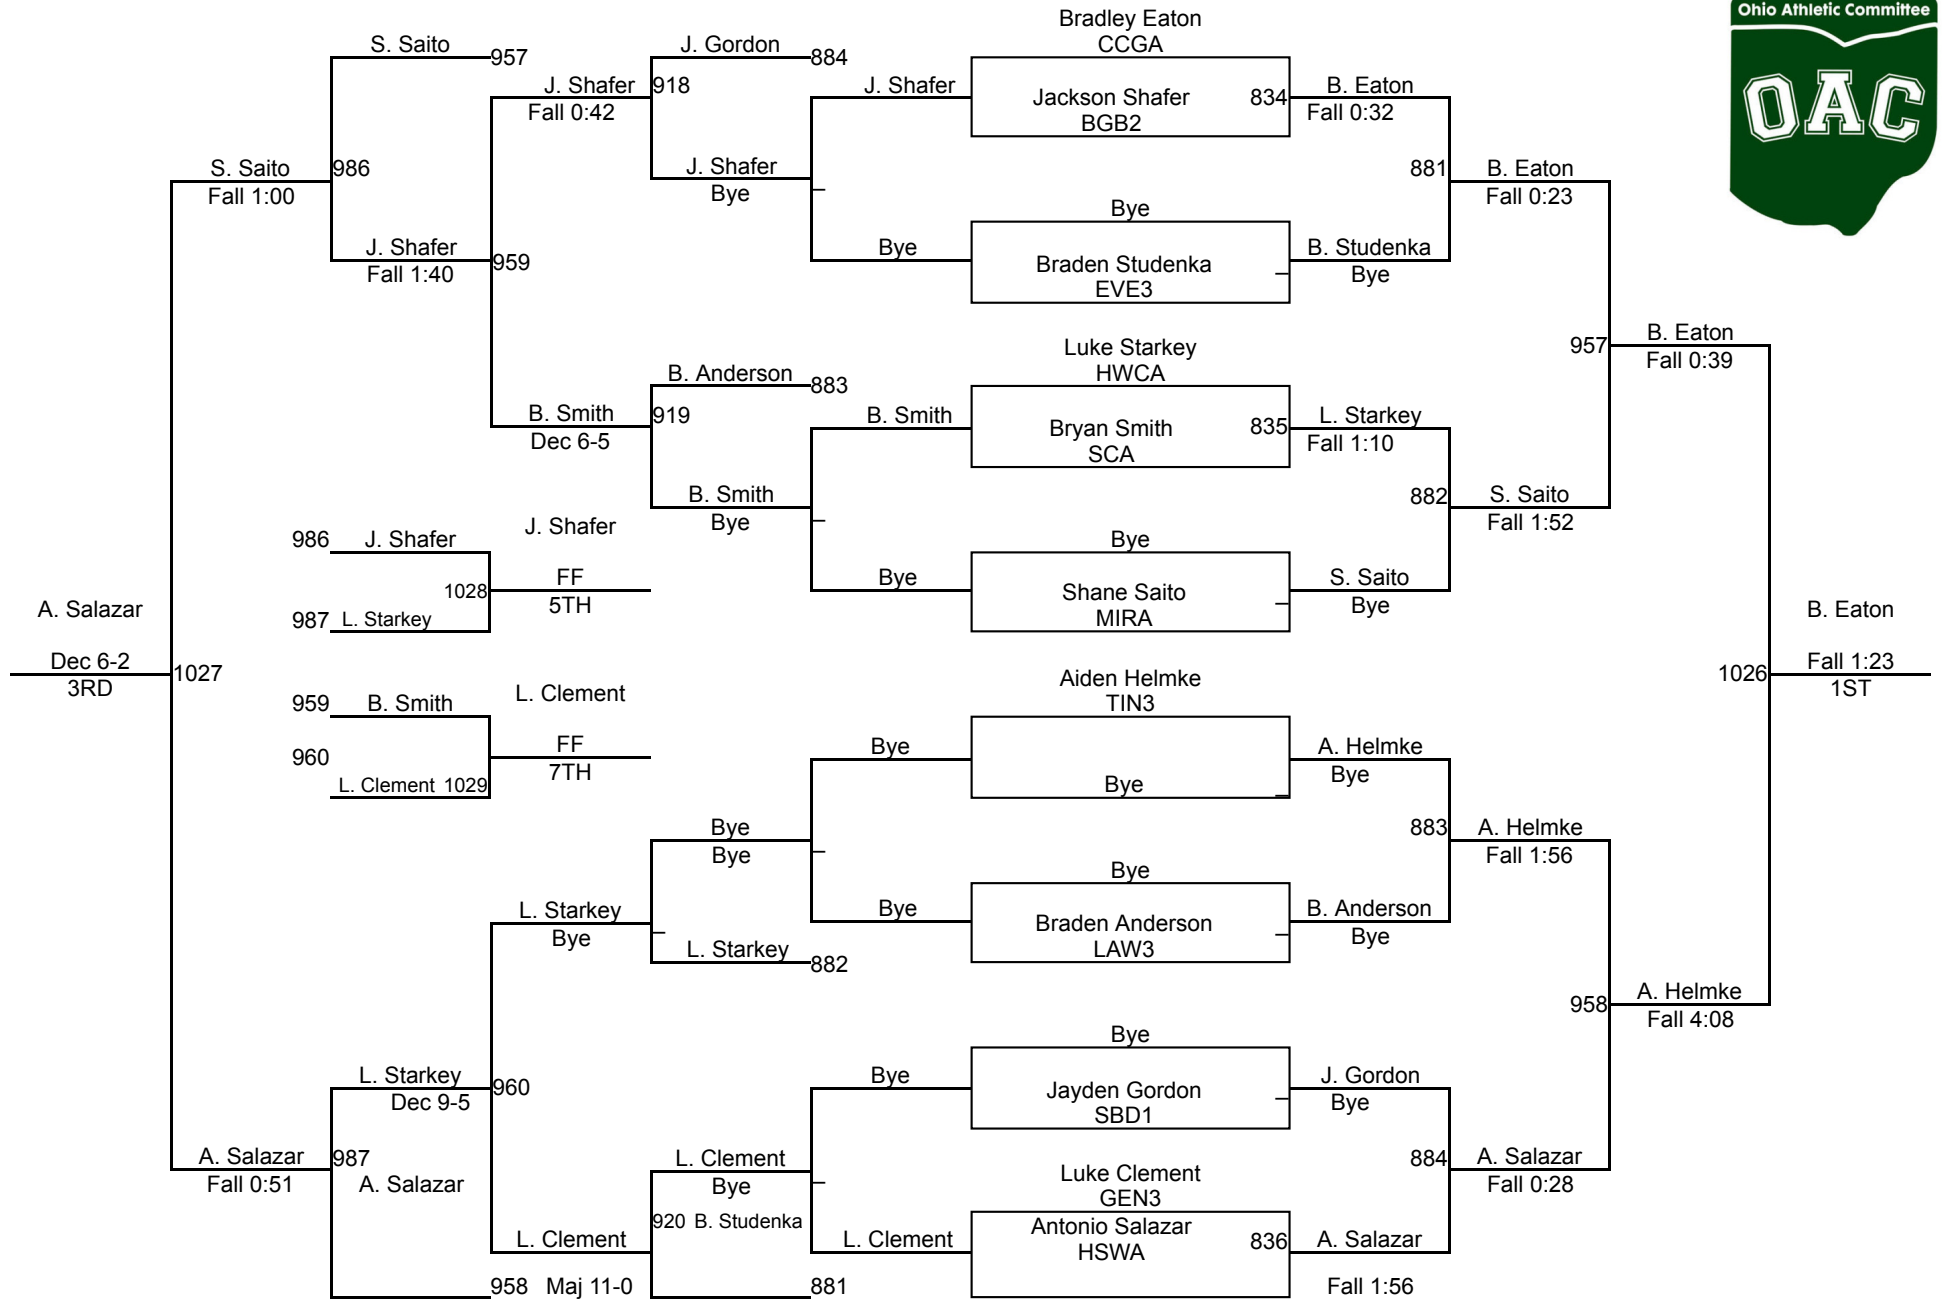 Ohio Athletic Committee
OAC
Bradley Eaton
CCGA
S. Saito
957
J. Gordon
884
J. Shafer
918
Fall 0:42
J. Shafer
Jackson Shafer
BGB2
834
B. Eaton
Fall 0:32
S. Saito
986
Fall 1:00
J. Shafer
Bye
881
B. Eaton
Fall 0:23
Bye
J. Shafer
Fall 1:40
959
Bye
Braden Studenka
EVE3
B. Studenka
Bye
Luke Starkey
HWCA
957
B. Eaton
Fall 0:39
B. Anderson
883
B. Smith
919
Dec 6-5
B. Smith
Bryan Smith
SCA
835
L. Starkey
Fall 1:10
B. Smith
Bye
882
S. Saito
Fall 1:52
986
J. Shafer
J. Shafer
Bye
1028
FF
5TH
Bye
Shane Saito
MIRA
S. Saito
Bye
987
L. Starkey
A. Salazar
Dec 6-2
3RD
1027
B. Eaton
1026
Fall 1:23
1ST
Aiden Helmke
TIN3
959
B. Smith
L. Clement
960
FF
7TH
L. Clement
1029
Bye
Bye
A. Helmke
Bye
Bye
Bye
883
A. Helmke
Fall 1:56
Bye
L. Starkey
Bye
Bye
Braden Anderson
LAW3
B. Anderson
Bye
L. Starkey
882
958
A. Helmke
Fall 4:08
Bye
L. Starkey
Dec 9-5
960
Bye
Jayden Gordon
SBD1
J. Gordon
Bye
A. Salazar
Fall 0:51
987
A. Salazar
L. Clement
Bye
Luke Clement
GEN3
884
A. Salazar
Fall 0:28
920
B. Studenka
L. Clement
L. Clement
Antonio Salazar
HSWA
836
A. Salazar
958
Maj 11-0
881
Fall 1:56